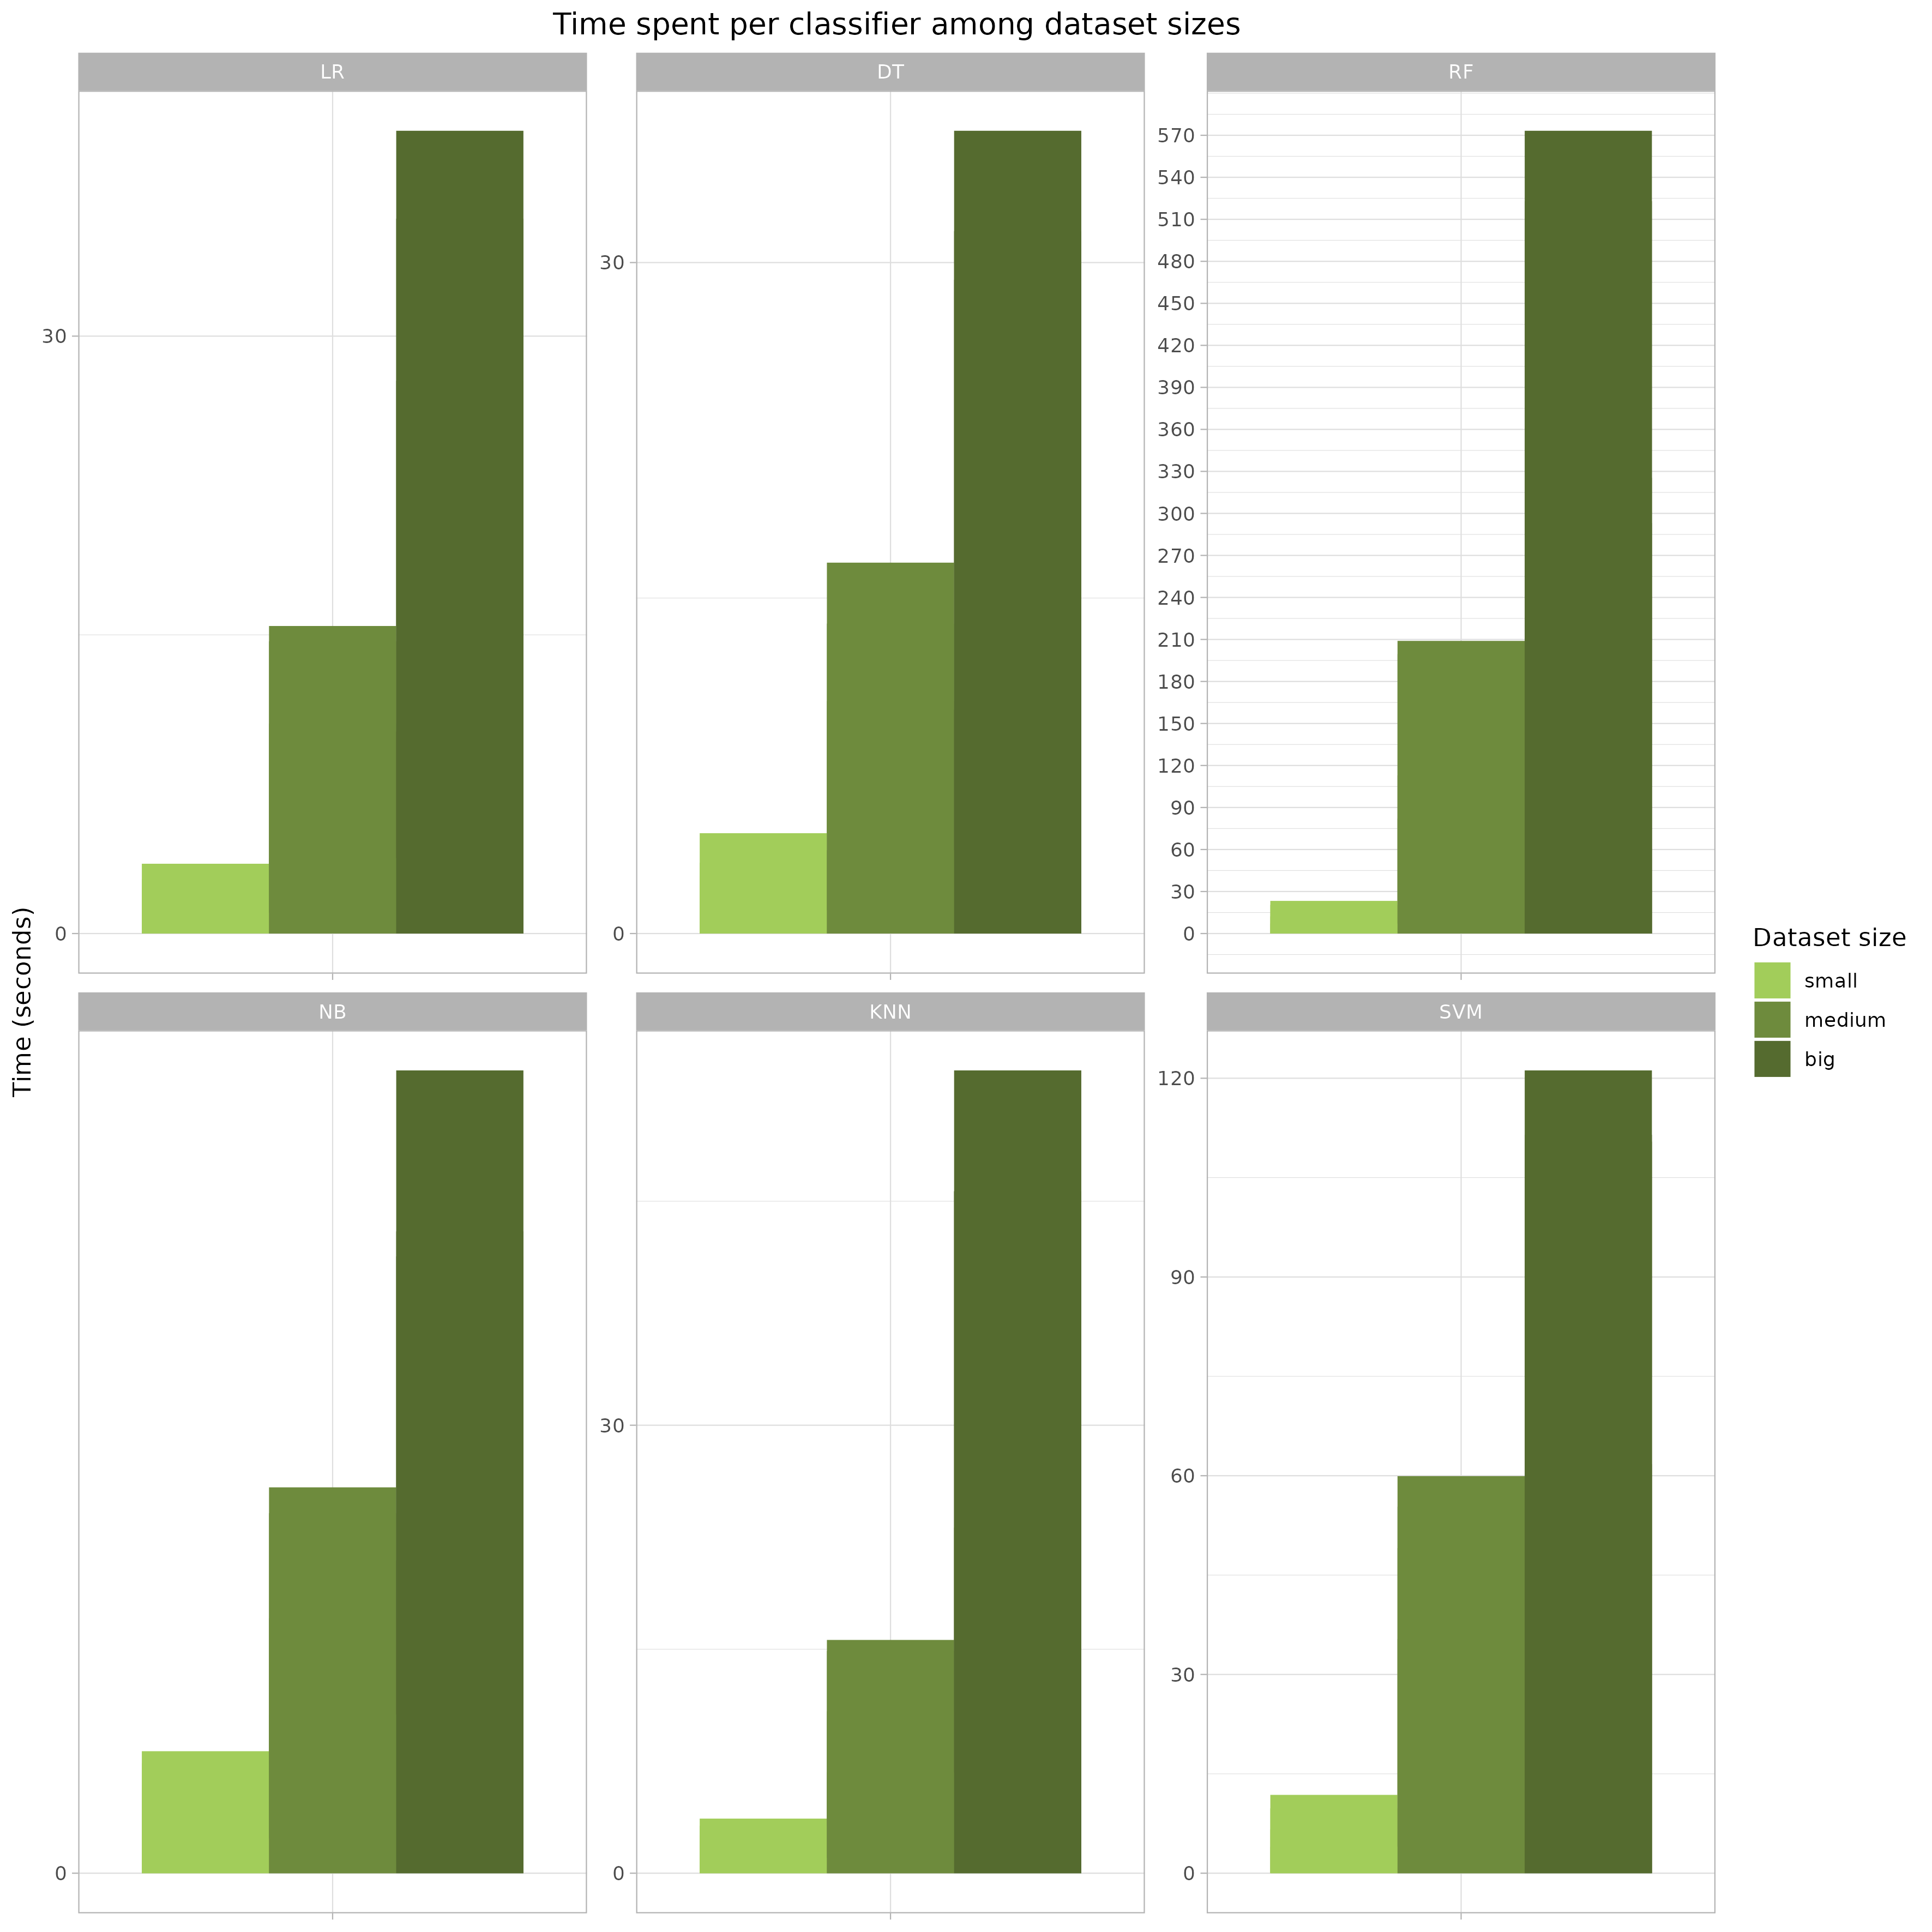 Time spent per classifier among dataset sizes
LR
DT
RF
30
0
30
0
570
540
510
480
450
420
390
360
330
300
270
240
210
180
150
120
90
60
30
0
Time (seconds)
NB
KNN
SVM
0
30
0
120
90
60
30
0
Dataset size
small
medium
big